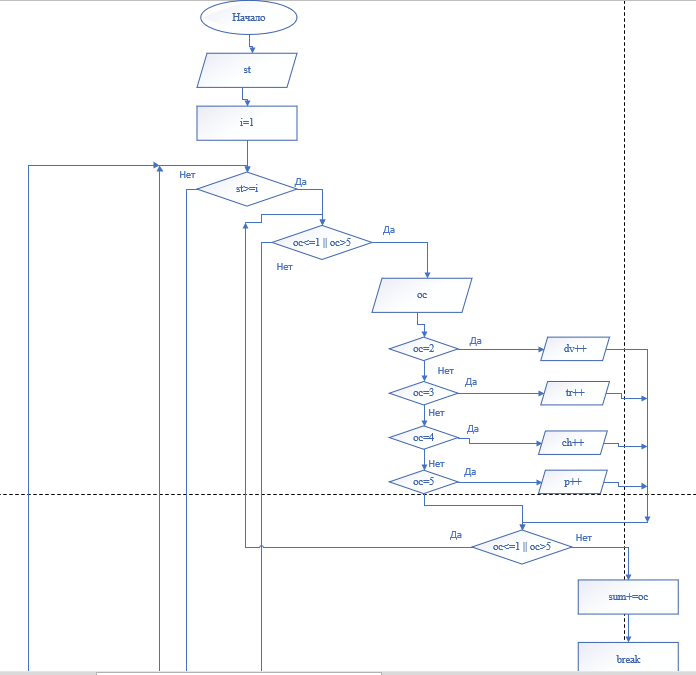 Начало
st
i=1
Нет
st>=i
Да
oc<=1 || oc>5
Да
Нет
oc
oc=2
Да
dv++
Нет
oc=3
Да
tr++
Нет
oc=4
Да
ch++
Нет
oc=5
Да
p++
Да
oc<=1 || oc>5
Нет
sum+=oc
break